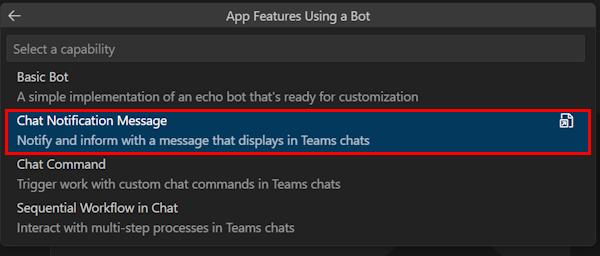 App Features Using a Bot
Select a capability
Basic Bot
A simple implementation of an echo bot that's ready for customization
Chat Notification Message
Notify and inform with a message that displays in Teams chats
Chat Command
Trigger work with custom chat commands in Teams chats
Sequential Workflow in Chat
Interact with multi-step processes in Teams chats